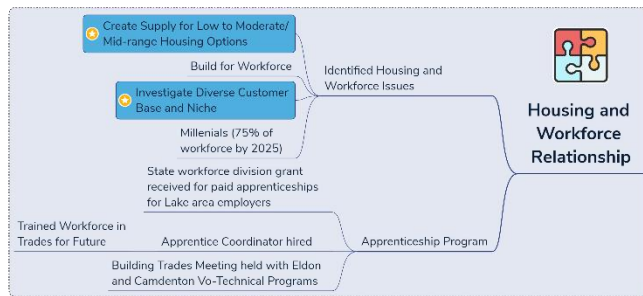 Create Supply for Low to Moderate/
Mid-range Housing Options
Build for Workforce
Investigate Diverse Customer
Base and Niche
Millenials (75% of
workforce by 2025)
Identified Housing and
Workforce Issues
Housing and
Workforce
Relationship
State workforce division grant
received for paid apprenticeships
for Lake area employers
Trained Workforce in
Trades for Future
Apprentice Coordinator hired
Apprenticeship Program
Building Trades Meeting held with Eldon
and Camdenton Vo-Technical Programs